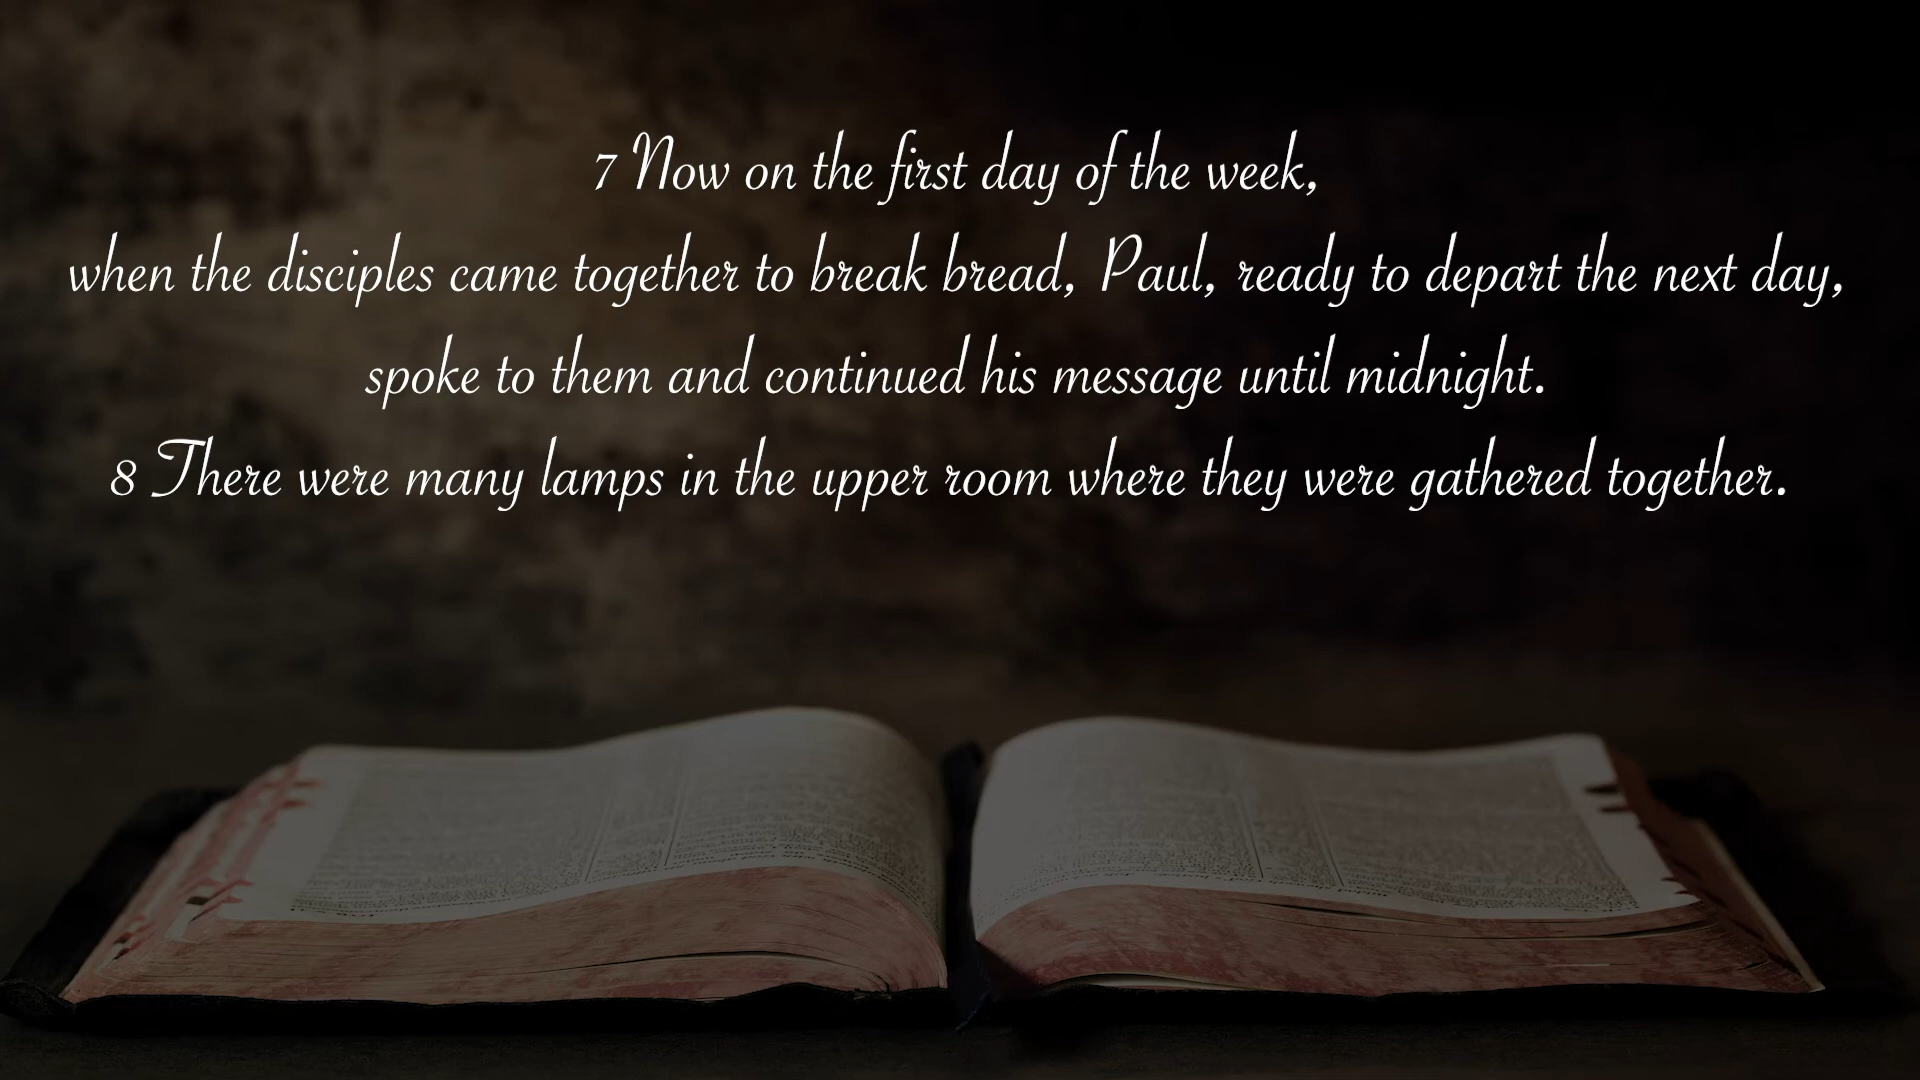 7 Now on the first day of the week,
when the disciples came together to break bread, Paul, ready to depart the next day,
spoke to them and continued his message until midnight.
8 There were many lamps in the upper room where they were gathered together.